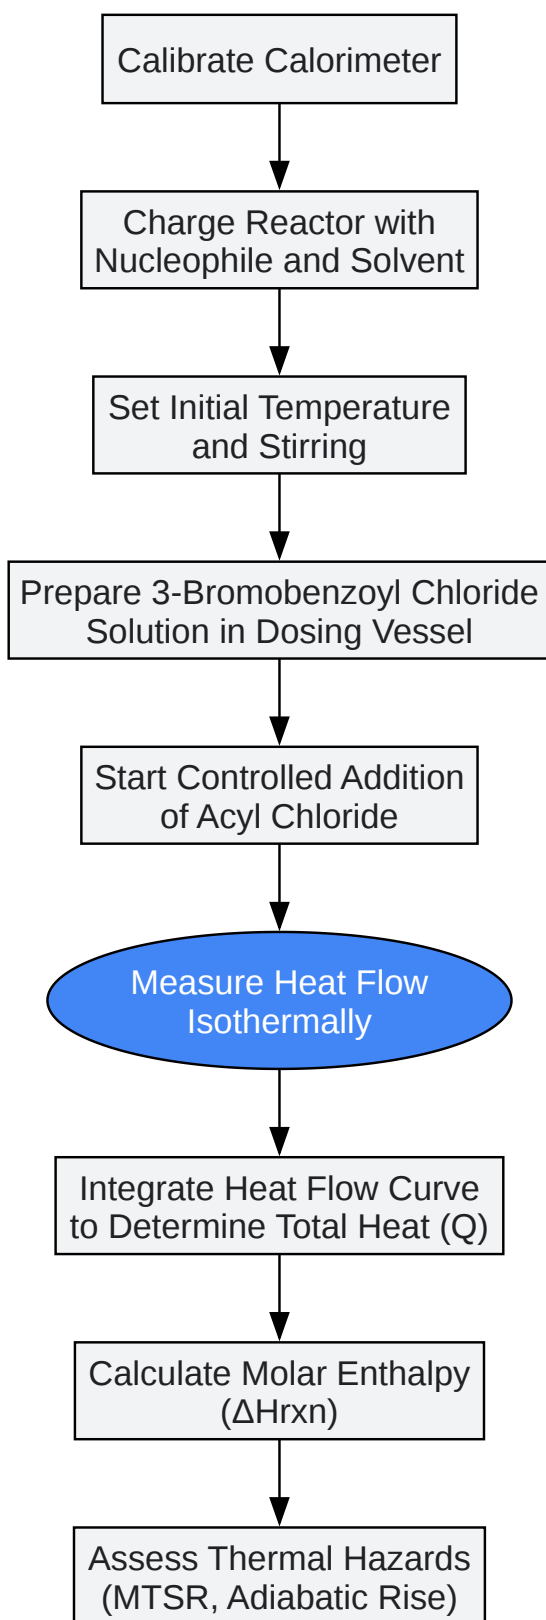 Calibrate Calorimeter
Charge Reactor with
Nucleophile and Solvent
Set Initial Temperature
and Stirring
Prepare 3-Bromobenzoyl Chloride
Solution in Dosing Vessel
Start Controlled Addition
of Acyl Chloride
Measure Heat Flow
Isothermally
Integrate Heat Flow Curve
to Determine Total Heat (Q)
Calculate Molar Enthalpy
(ΔHrxn)
Assess Thermal Hazards
(MTSR, Adiabatic Rise)